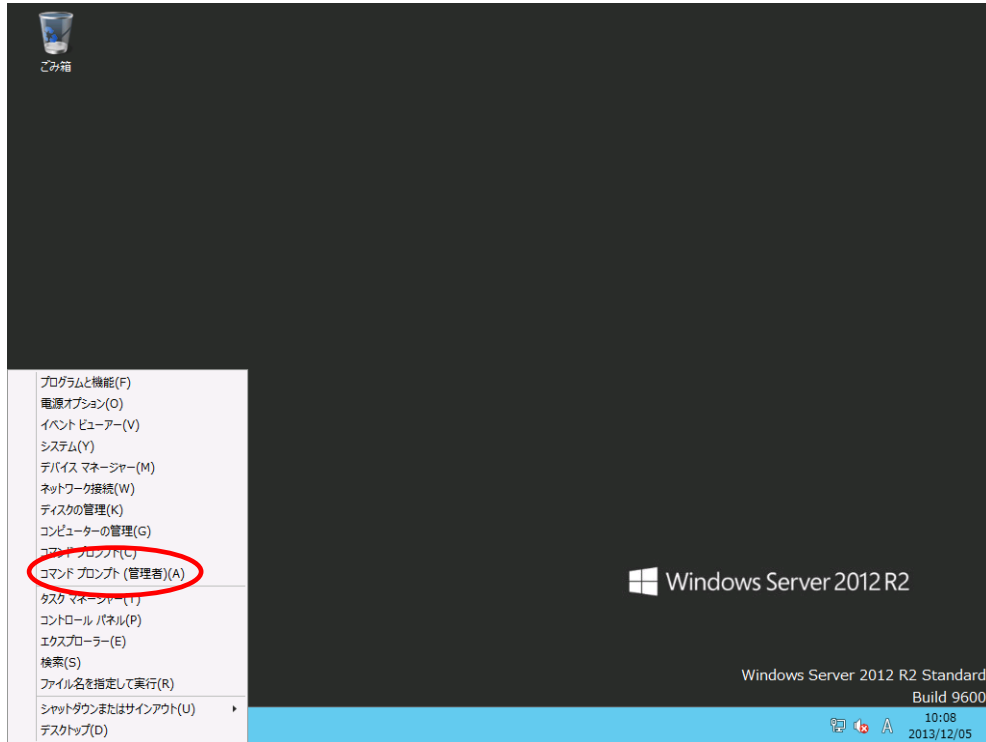 ごみ箱
プログラムと機能(F)
電源オプション(O)
イベント ビューアー(V)
システム(Y)
デバイス マネージャー(M)
ネットワーク接続(W)
ディスクの管理(K)
コンピューターの管理(G)
コマンド プロンプト(C)
コマンド プロンプト (管理者)(A)
タスク マネージャー(T)
コントロール パネル(P)
エクスプローラー(E)
検索(S)
ファイル名を指定して実行(R)
シャットダウンまたはサインアウト(U)
デスクトップ(D)
Windows Server 2012 R2
Windows Server 2012 R2 Standard
Build 9600
A
10:08
2013/12/05